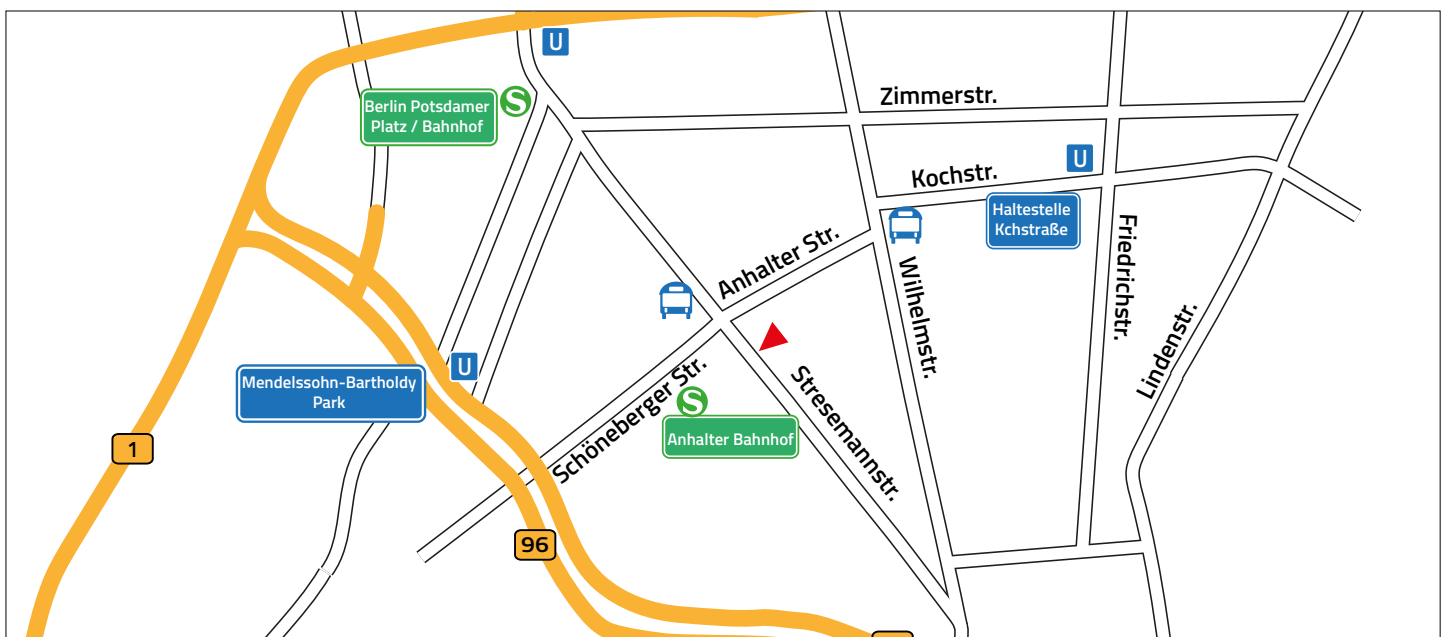 U
Berlin Potsdamer
Platz / Bahnhof
S
Zimmerstr.
U
Kochstr.
Haltestelle
Kchstraße
Anhalter Str.
Friedrichstr.
Wilhelmstr.
Lindenstr.
Mendelssohn-Bartholdy
Park
U
Schöneberger Str.
S
Anhalter Bahnhof
Stresemannstr.
1
96